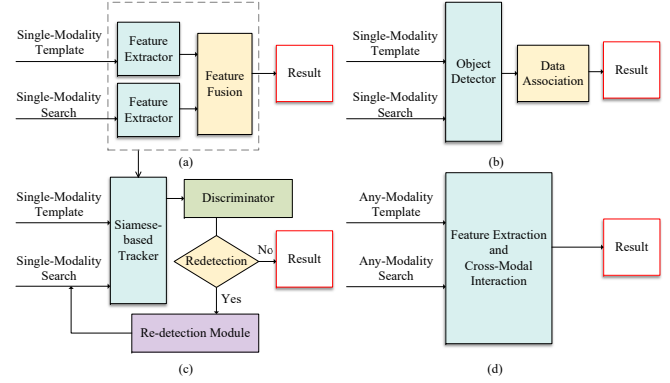 Single-Modality
Template
Feature
Extractor
Single-Modality
Search
Feature
Extractor
Feature
Fusion
Result
(a)
Single-Modality
Template
Single-Modality
Search
Object
Detector
Data
Association
Result
(b)
Single-Modality
Template
Single-Modality
Search
Siamese-
based
Tracker
Discriminator
Redetection
No
Result
Yes
Re-detection Module
(c)
Any-Modality
Template
Any-Modality
Search
Feature Extraction
and
Cross-Modal
Interaction
Result
(d)